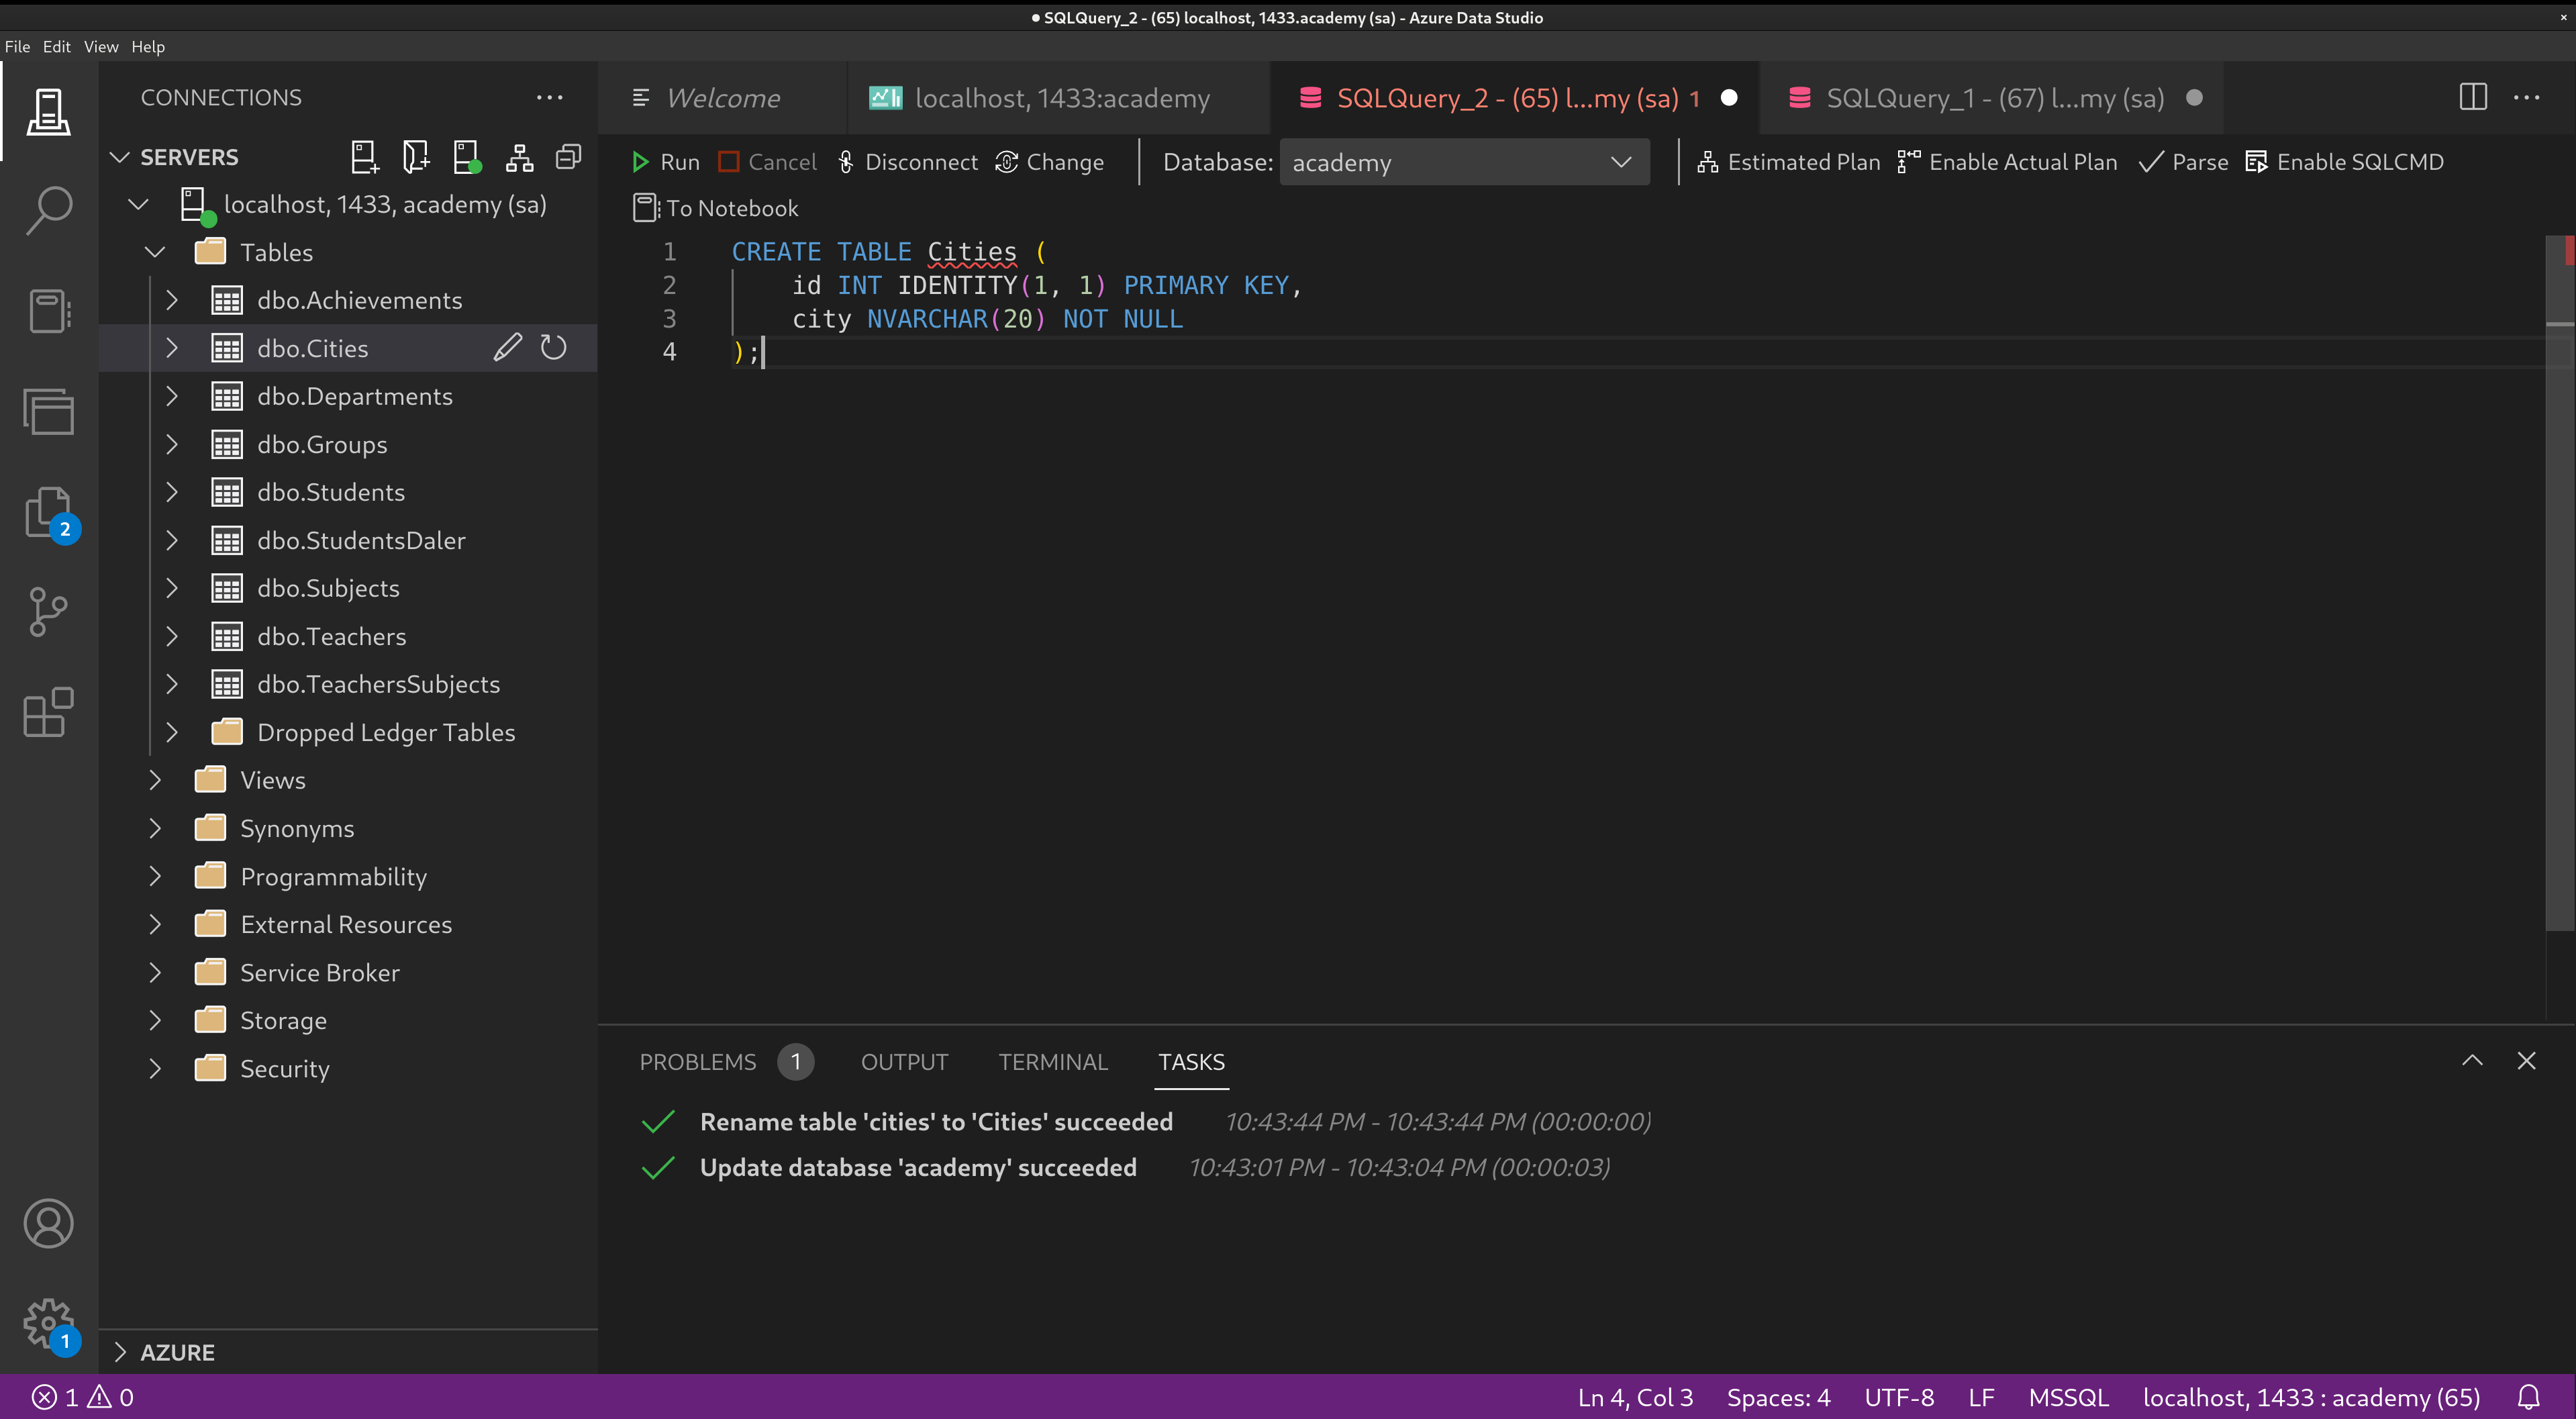 SQLQuery_2 - (65) localhost, 1433.academy (sa) - Azure Data Studio
File Edit View Help
CONNECTIONS
SERVERS
localhost, 1433, academy (sa)
Tables
dbo.Achievements
dbo.Cities
dbo.Departments
dbo.Groups
dbo.Students
dbo.StudentsDaler
dbo.Subjects
dbo.Teachers
dbo.TeachersSubjects
Dropped Ledger Tables
Views
Synonyms
Programmability
External Resources
Service Broker
Storage
Security
AZURE
2
1
Welcome
localhost, 1433:academy
SQLQuery_2 - (65) l...my (sa) 1
SQLQuery_1 - (67) l...my (sa)
Run Cancel Disconnect Change Database: academy Estimated Plan Enable Actual Plan Parse Enable SQLCMD
To Notebook
1 CREATE TABLE Cities (
2 id INT IDENTITY(1, 1) PRIMARY KEY,
3 city NVARCHAR(20) NOT NULL
4 );
PROBLEMS 1 OUTPUT TERMINAL TASKS
Rename table 'cities' to 'Cities' succeeded 10:43:44 PM - 10:43:44 PM (00:00:00)
Update database 'academy' succeeded 10:43:01 PM - 10:43:04 PM (00:00:03)
1 0 Ln 4, Col 3 Spaces: 4 UTF-8 LF MSSQL localhost, 1433 : academy (65)